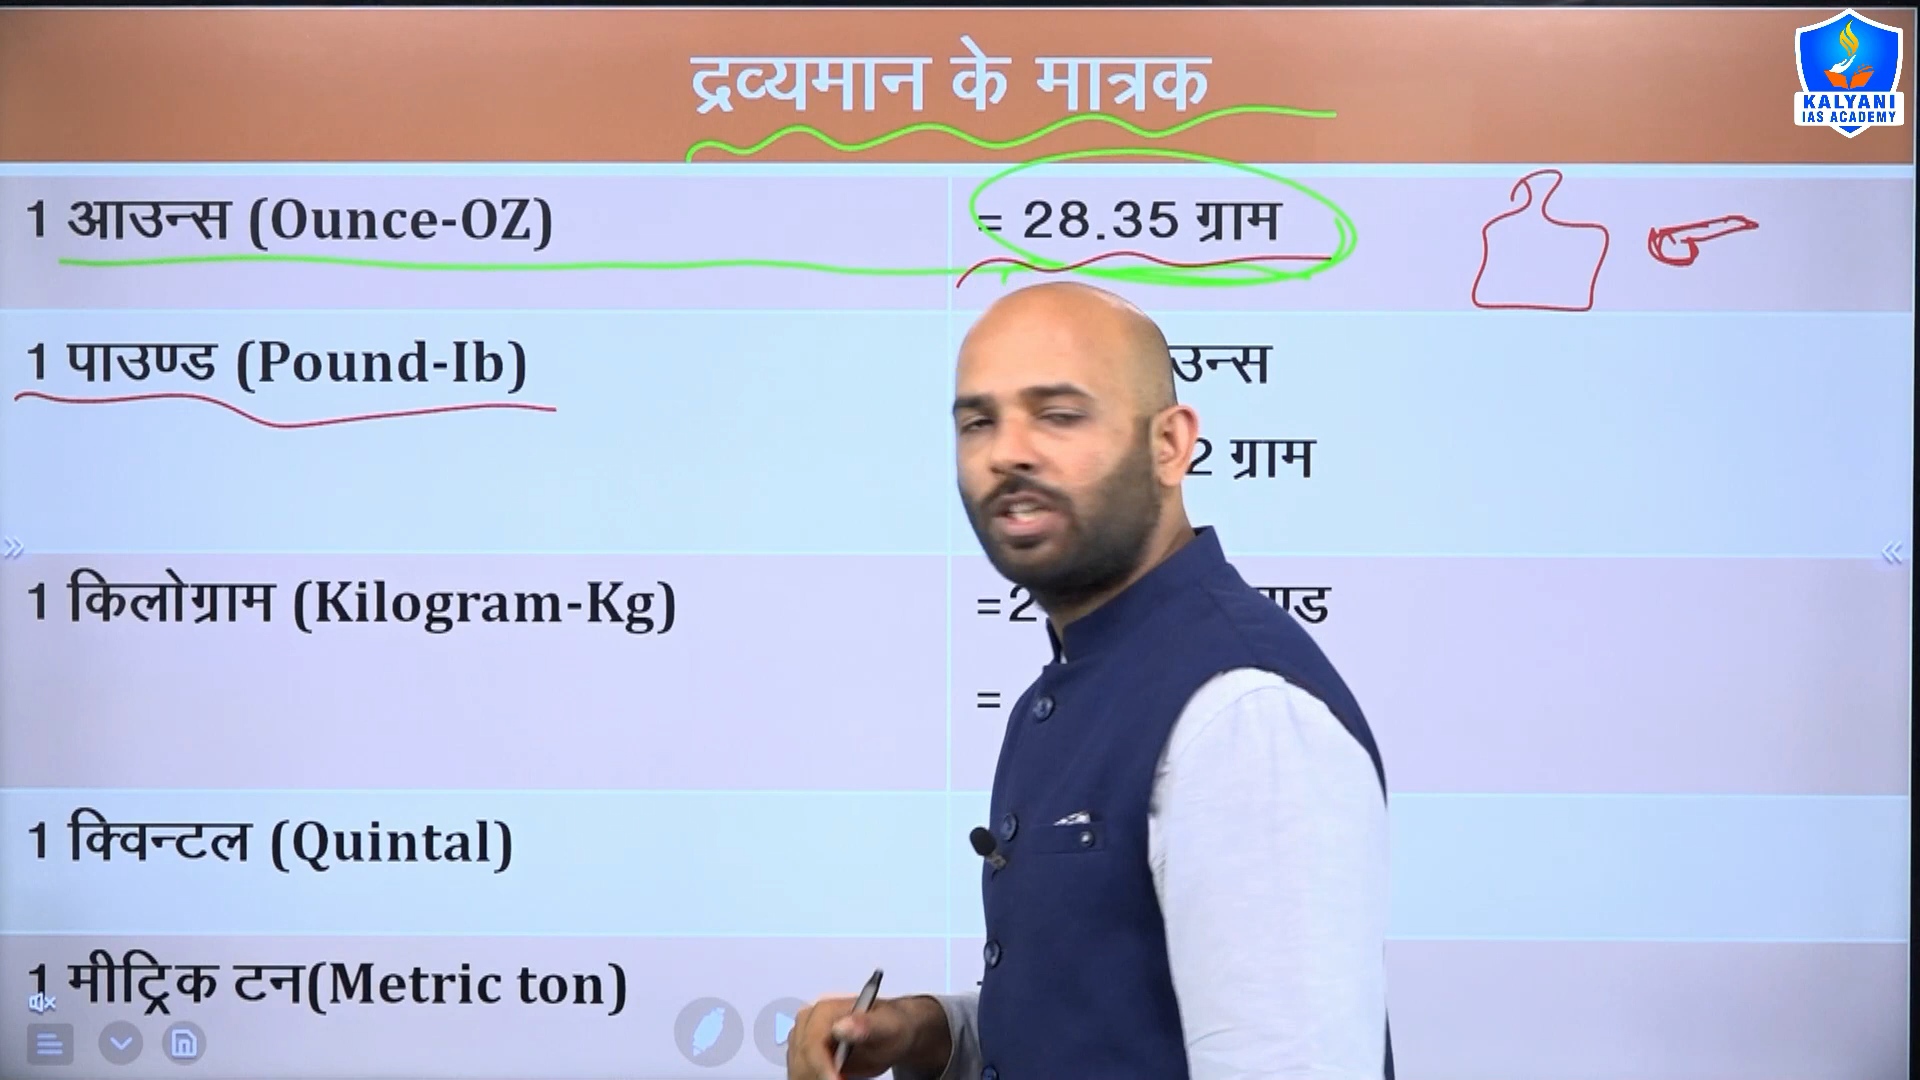 द्रव्यमान के मात्रक
KALYANI
IAS ACADEMY
1 आउन्स (Ounce-OZ) = 28.35 ग्राम
1 पाउण्ड (Pound-Ib)
2 ग्राम
1 किलोग्राम (Kilogram-Kg) =2
=
1 क्विन्टल (Quintal)
1 मीट्रिक टन(Metric ton)